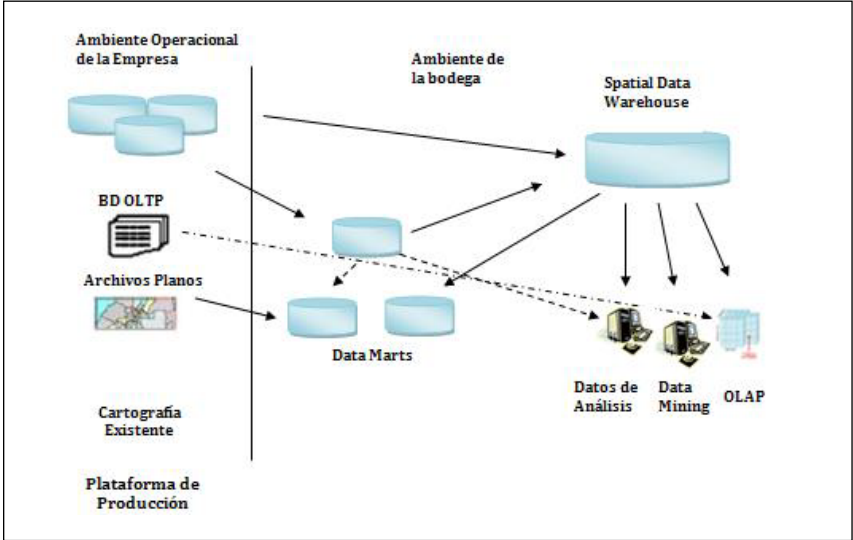 Ambiente Operacional
de la Empresa
Ambiente de
la bodega
Spatial Data
Warehouse
BD OLTP
Archivos Planos
Data Marts
Datos de
Análisis
Data
Mining
OLAP
Cartografía
Existente
Plataforma de
Producción